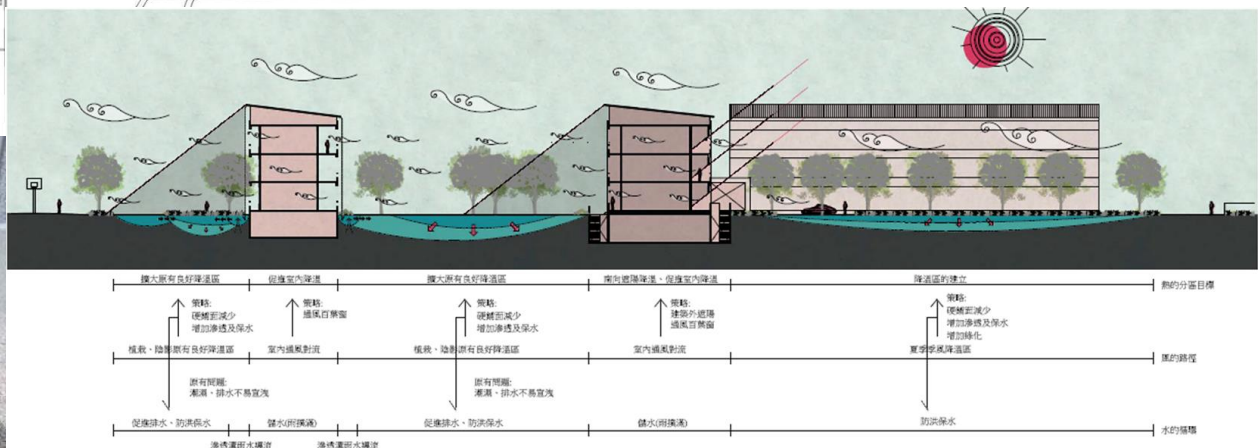 擴大原有良好降溫區
促進室內降溫
擴大原有良好降溫區
南向遮陽降溫、促進室內降溫
降溫區的建立
熱的分區目標
策略:
硬鋪面減少
增加滲透及保水
策略:
通風百葉窗
策略:
硬鋪面減少
增加滲透及保水
策略:
建築外遮陽
通風百葉窗
策略:
硬鋪面減少
增加滲透及保水
增加綠化
植栽、陰影原有良好降溫區
室內通風對流
植栽、陰影原有良好降溫區
室內通風對流
夏季季風降溫區
風的路徑
原有問題:
潮濕、排水不易宣洩
原有問題:
潮濕、排水不易宣洩
促進排水、防洪保水
儲水(雨撲滿)
促進排水、防洪保水
儲水(雨撲滿)
防洪保水
水的循環